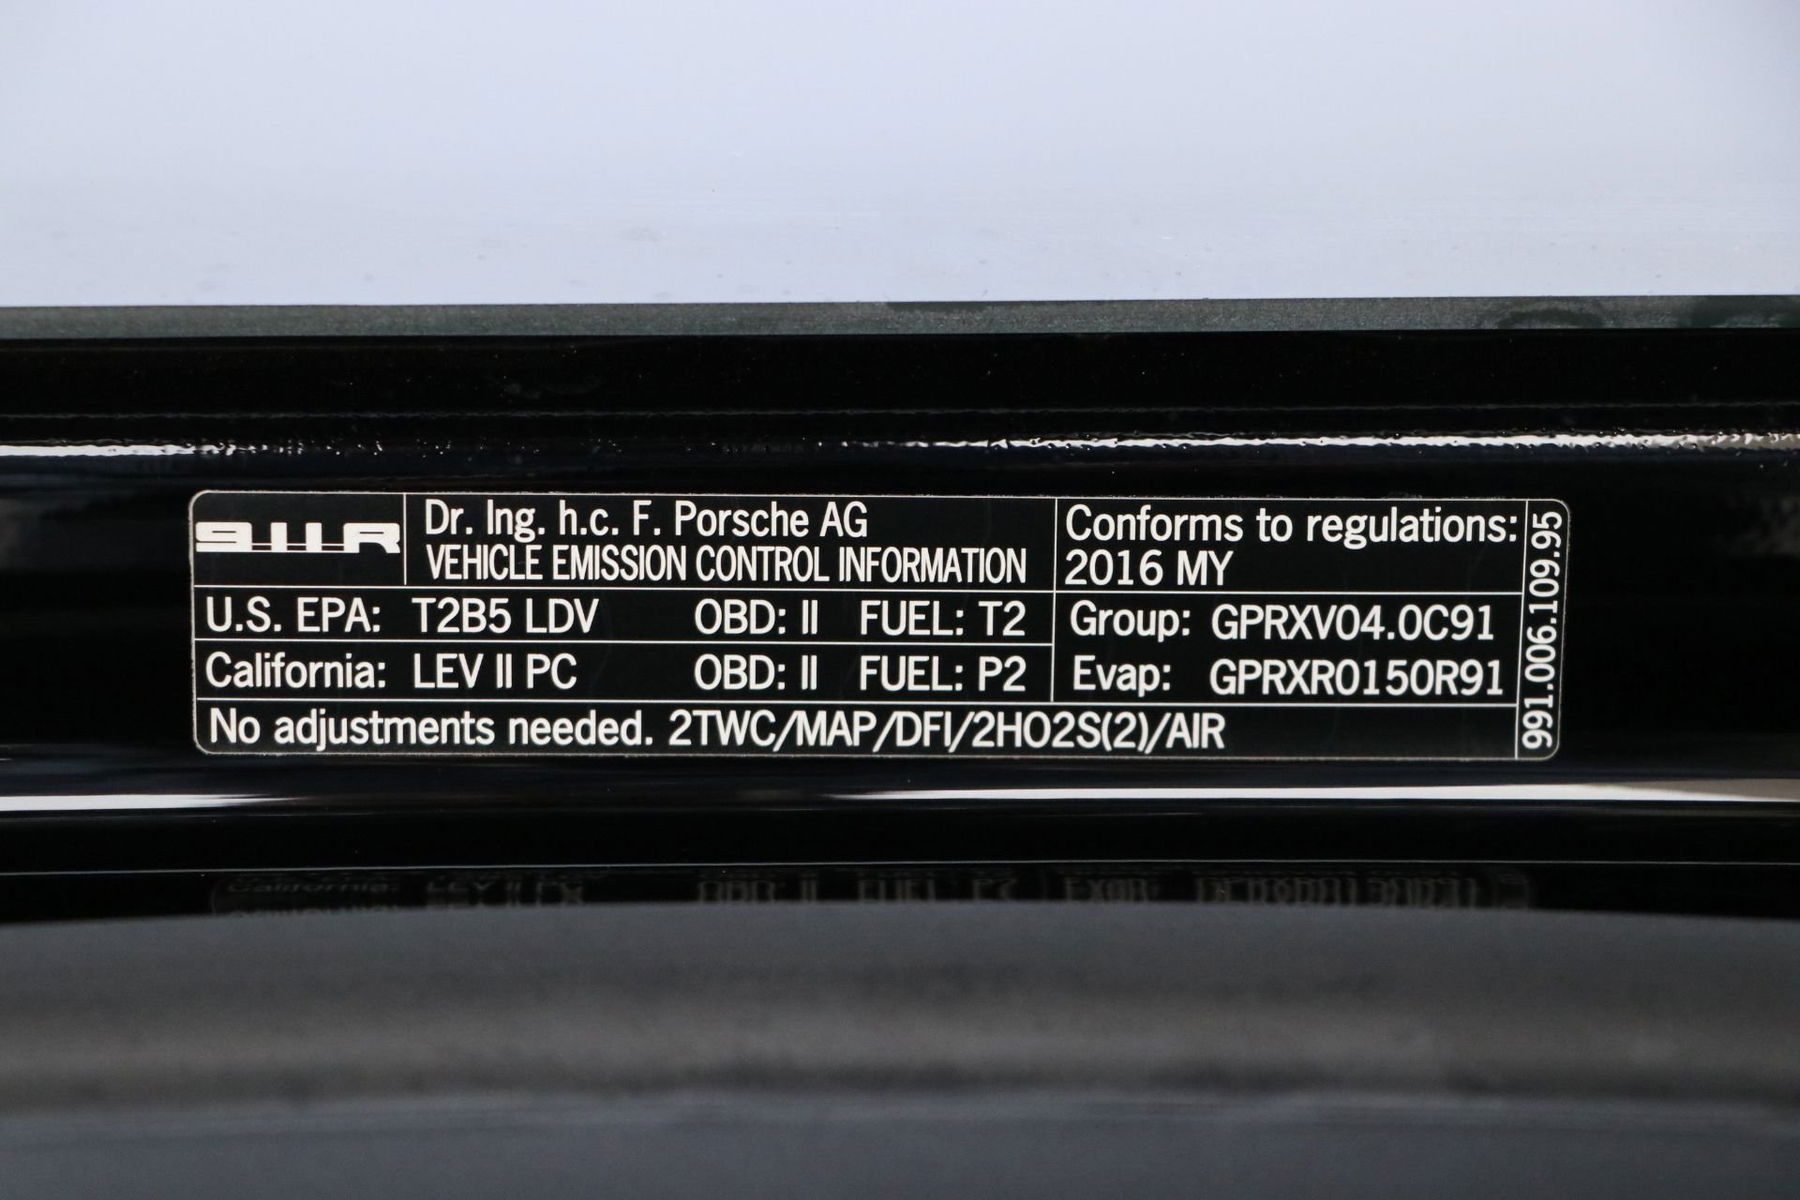 911R
Dr. Ing. h.c. F. Porsche AG
VEHICLE EMISSION CONTROL INFORMATION
Conforms to regulations:
2016 MY
U.S. EPA: T2B5 LDV OBD: II FUEL: T2
California: LEV II PC OBD: II FUEL: P2
Group: GPRXV04.0C91
Evap: GPRXR0150R91
No adjustments needed. 2TWC/MAP/DFI/2HO2S(2)/AIR
991.006.109.95